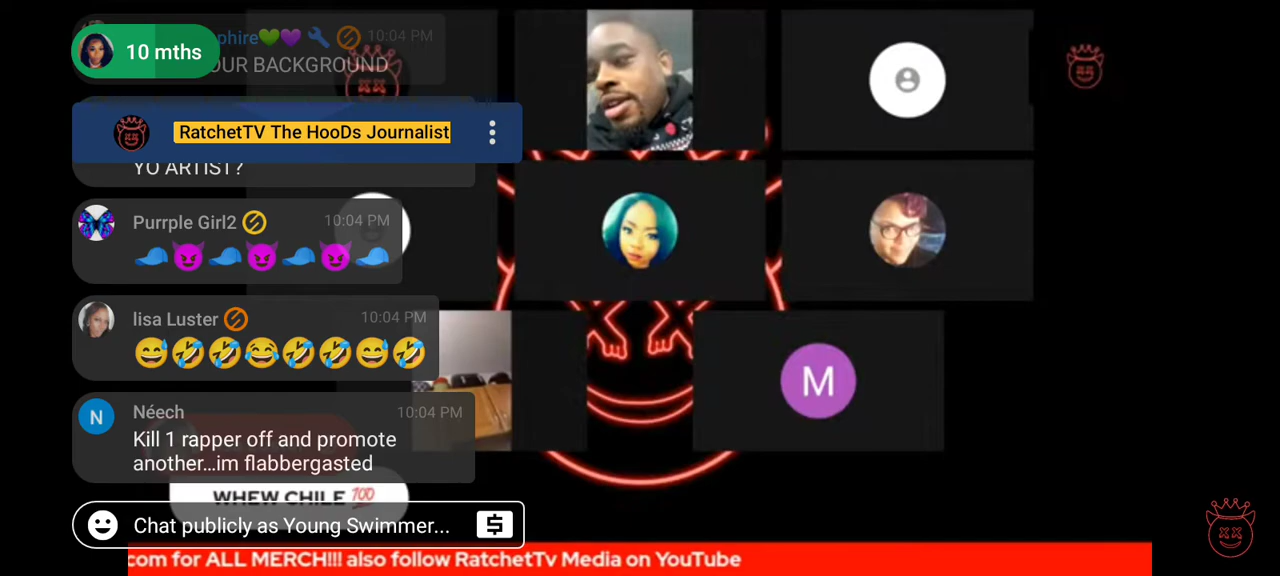 phire💚💜 🔧 10:04 PM
OUR BACKGROUND
10 mths
RatchetTV The HooDs Journalist
YO ARTIST?
Purrple Girl2 10:04 PM
🧢😈🧢😈🧢😈🧢
lisa Luster 10:04 PM
😅🤣🤣😂🤣🤣😅🤣
N
Néech 10:04 PM
Kill 1 rapper off and promote
another...im flabbergasted
M
WHEW CHILE 💯
Chat publicly as Young Swimmer...
com for ALL MERCH!!! also follow RatchetTv Media on YouTube